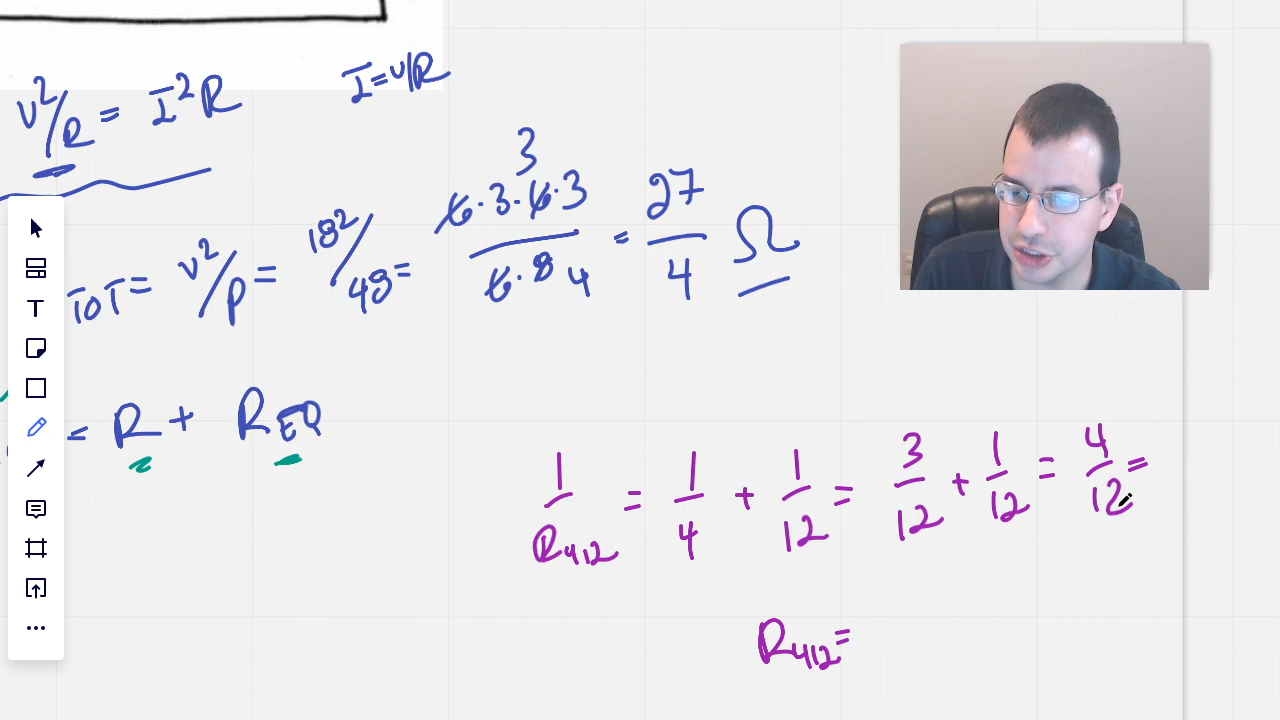 V²/R = I²R
I = V/R
TOT = V²/P = 18²/48 = 6·3·6·3 3 / 6·8 4 = 27/4 Ω
= R + R_EQ
1/R₄₁₂ = 1/4 + 1/12 = 3/12 + 1/12 = 4/12 =
R₄₁₂ =
T